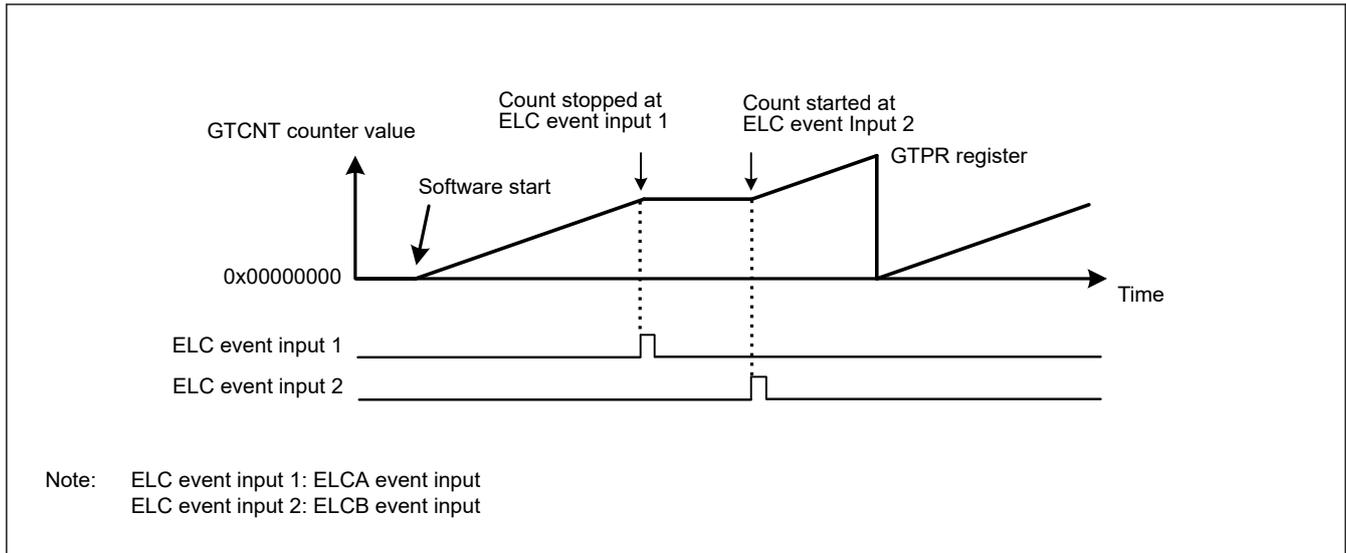 Count stopped at
ELC event input 1
Count started at
ELC event Input 2
GTCNT counter value
GTPR register
Software start
0x00000000
Time
ELC event input 1
ELC event input 2
Note: ELC event input 1: ELCA event input
ELC event input 2: ELCB event input